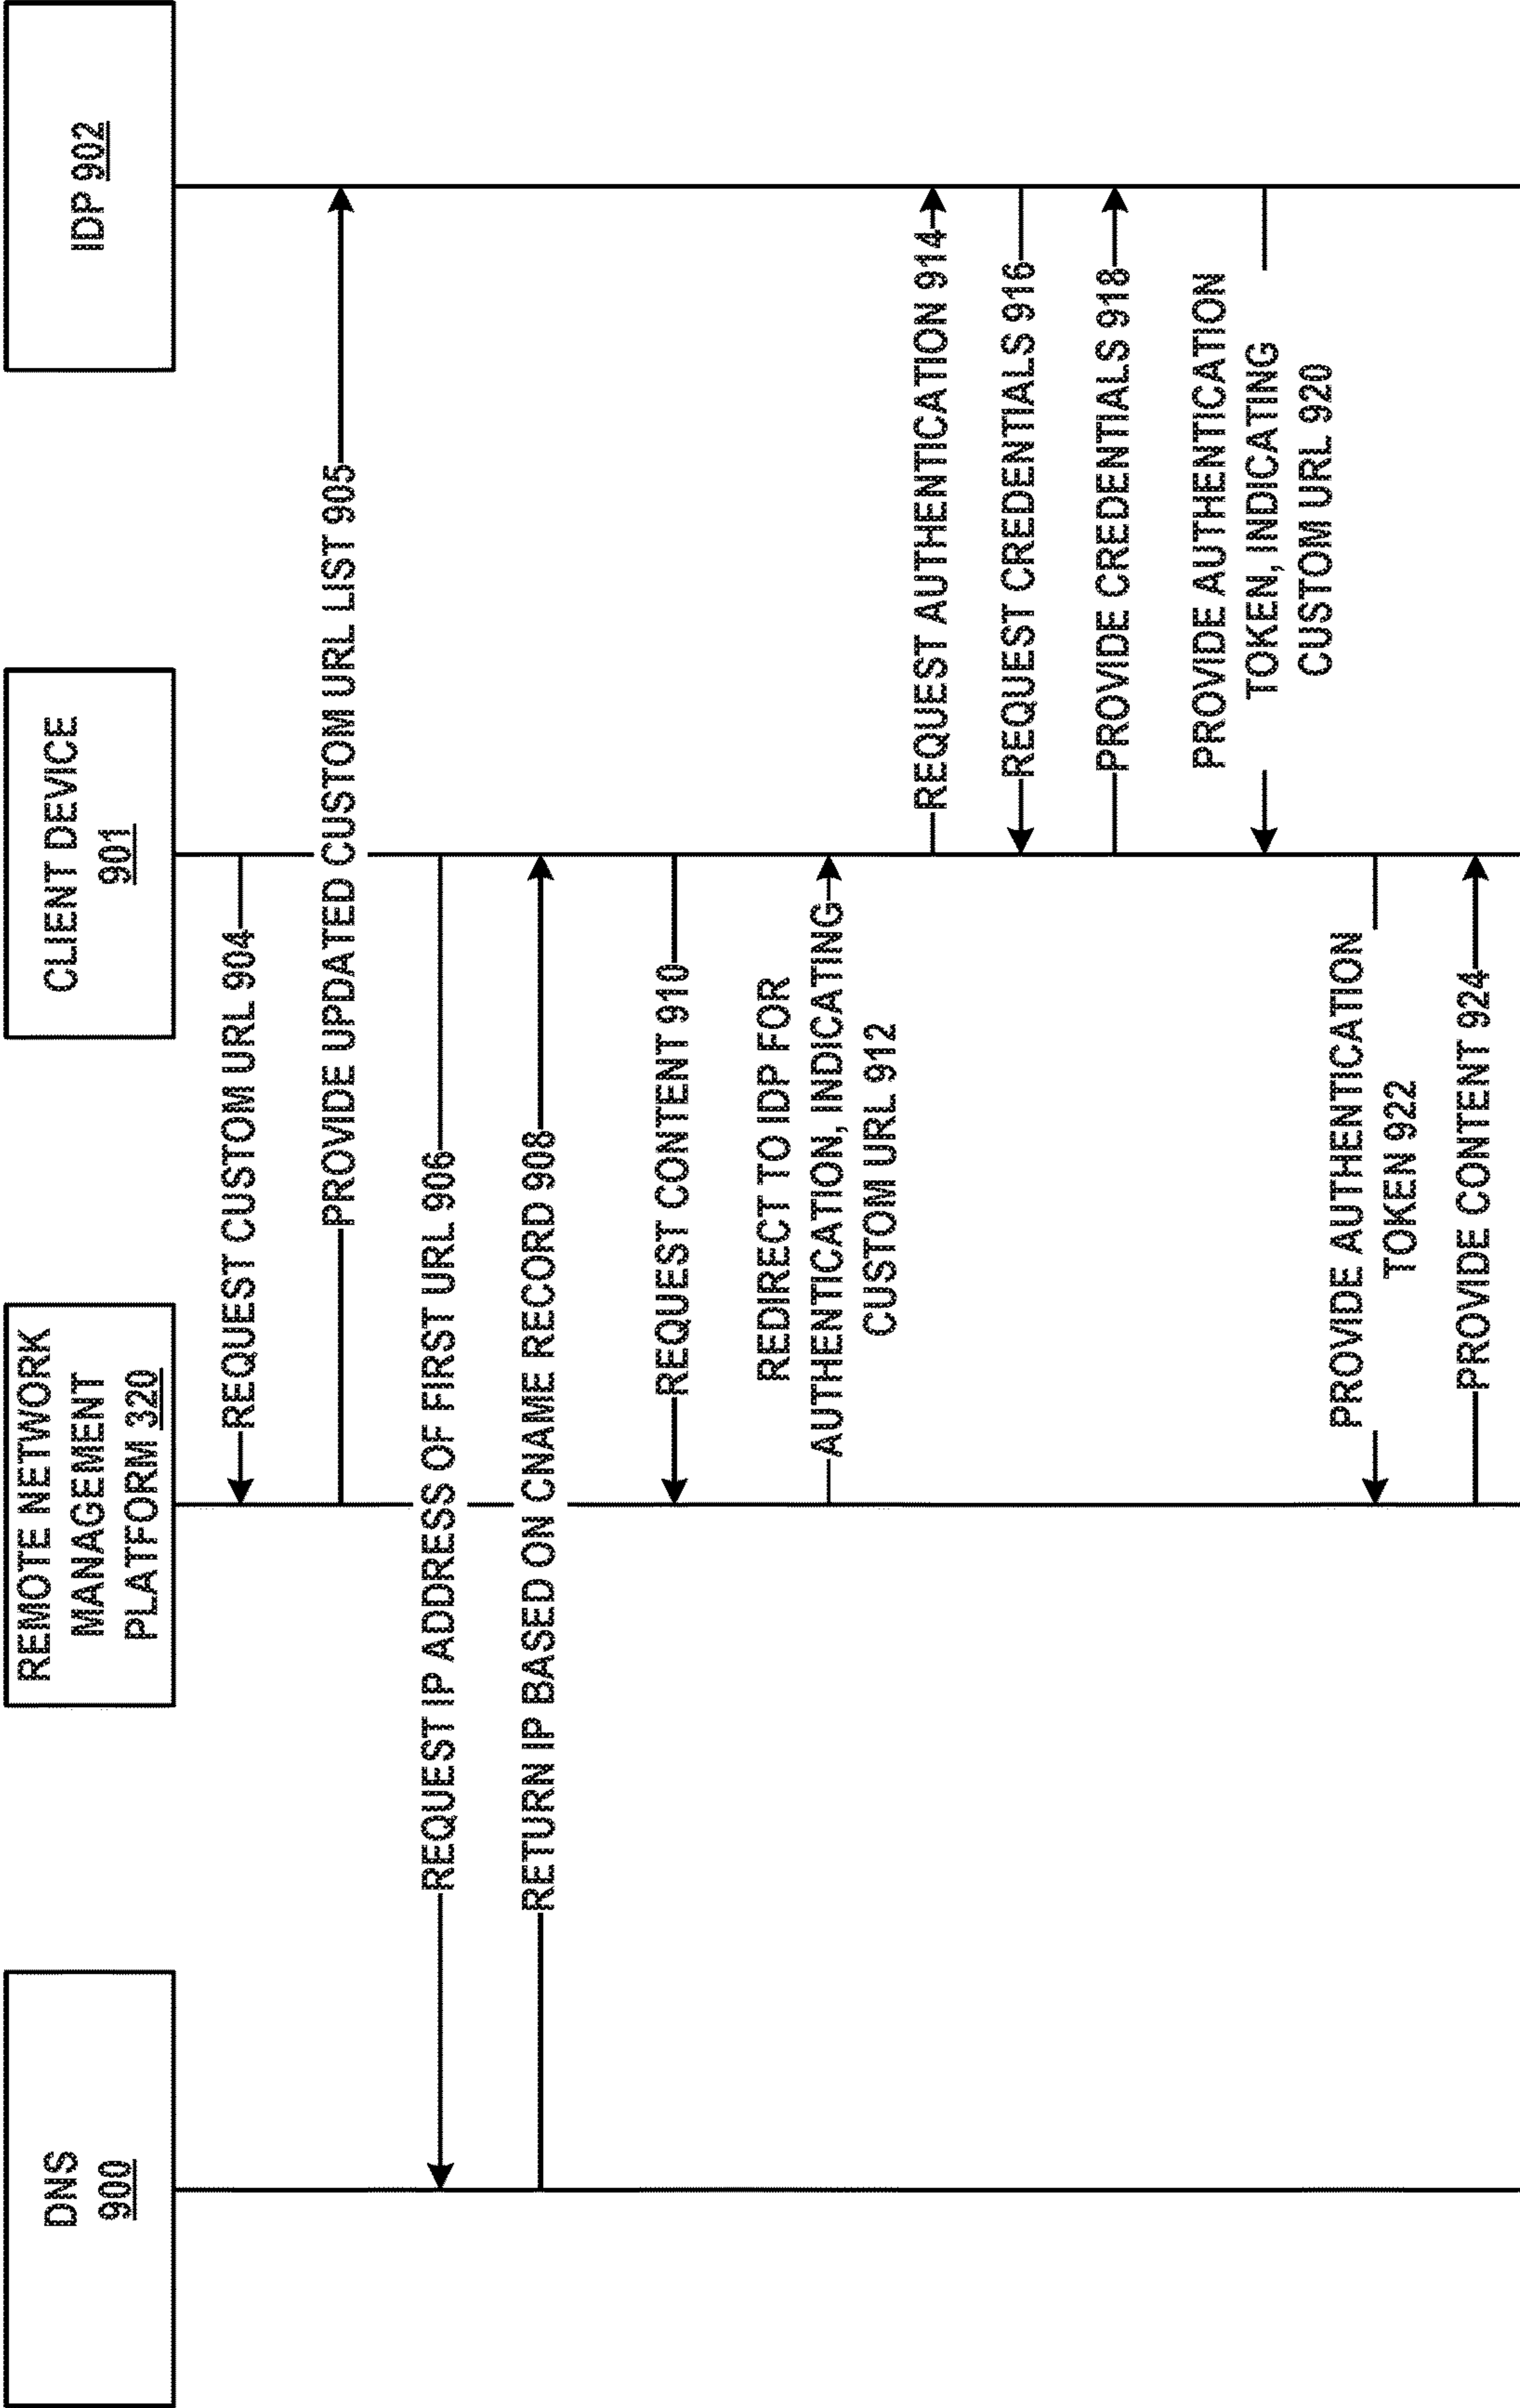 DNS
900
REMOTE NETWORK
MANAGEMENT
PLATFORM 320
CLIENT DEVICE
901
IDP 902
REQUEST CUSTOM URL 904
PROVIDE UPDATED CUSTOM URL LIST 905
REQUEST IP ADDRESS OF FIRST URL 906
RETURN IP BASED ON CNAME RECORD 908
REQUEST CONTENT 910
REDIRECT TO IDP FOR
AUTHENTICATION, INDICATING
CUSTOM URL 912
REQUEST AUTHENTICATION 914
REQUEST CREDENTIALS 916
PROVIDE CREDENTIALS 918
PROVIDE AUTHENTICATION
TOKEN, INDICATING
CUSTOM URL 920
PROVIDE AUTHENTICATION
TOKEN 922
PROVIDE CONTENT 924